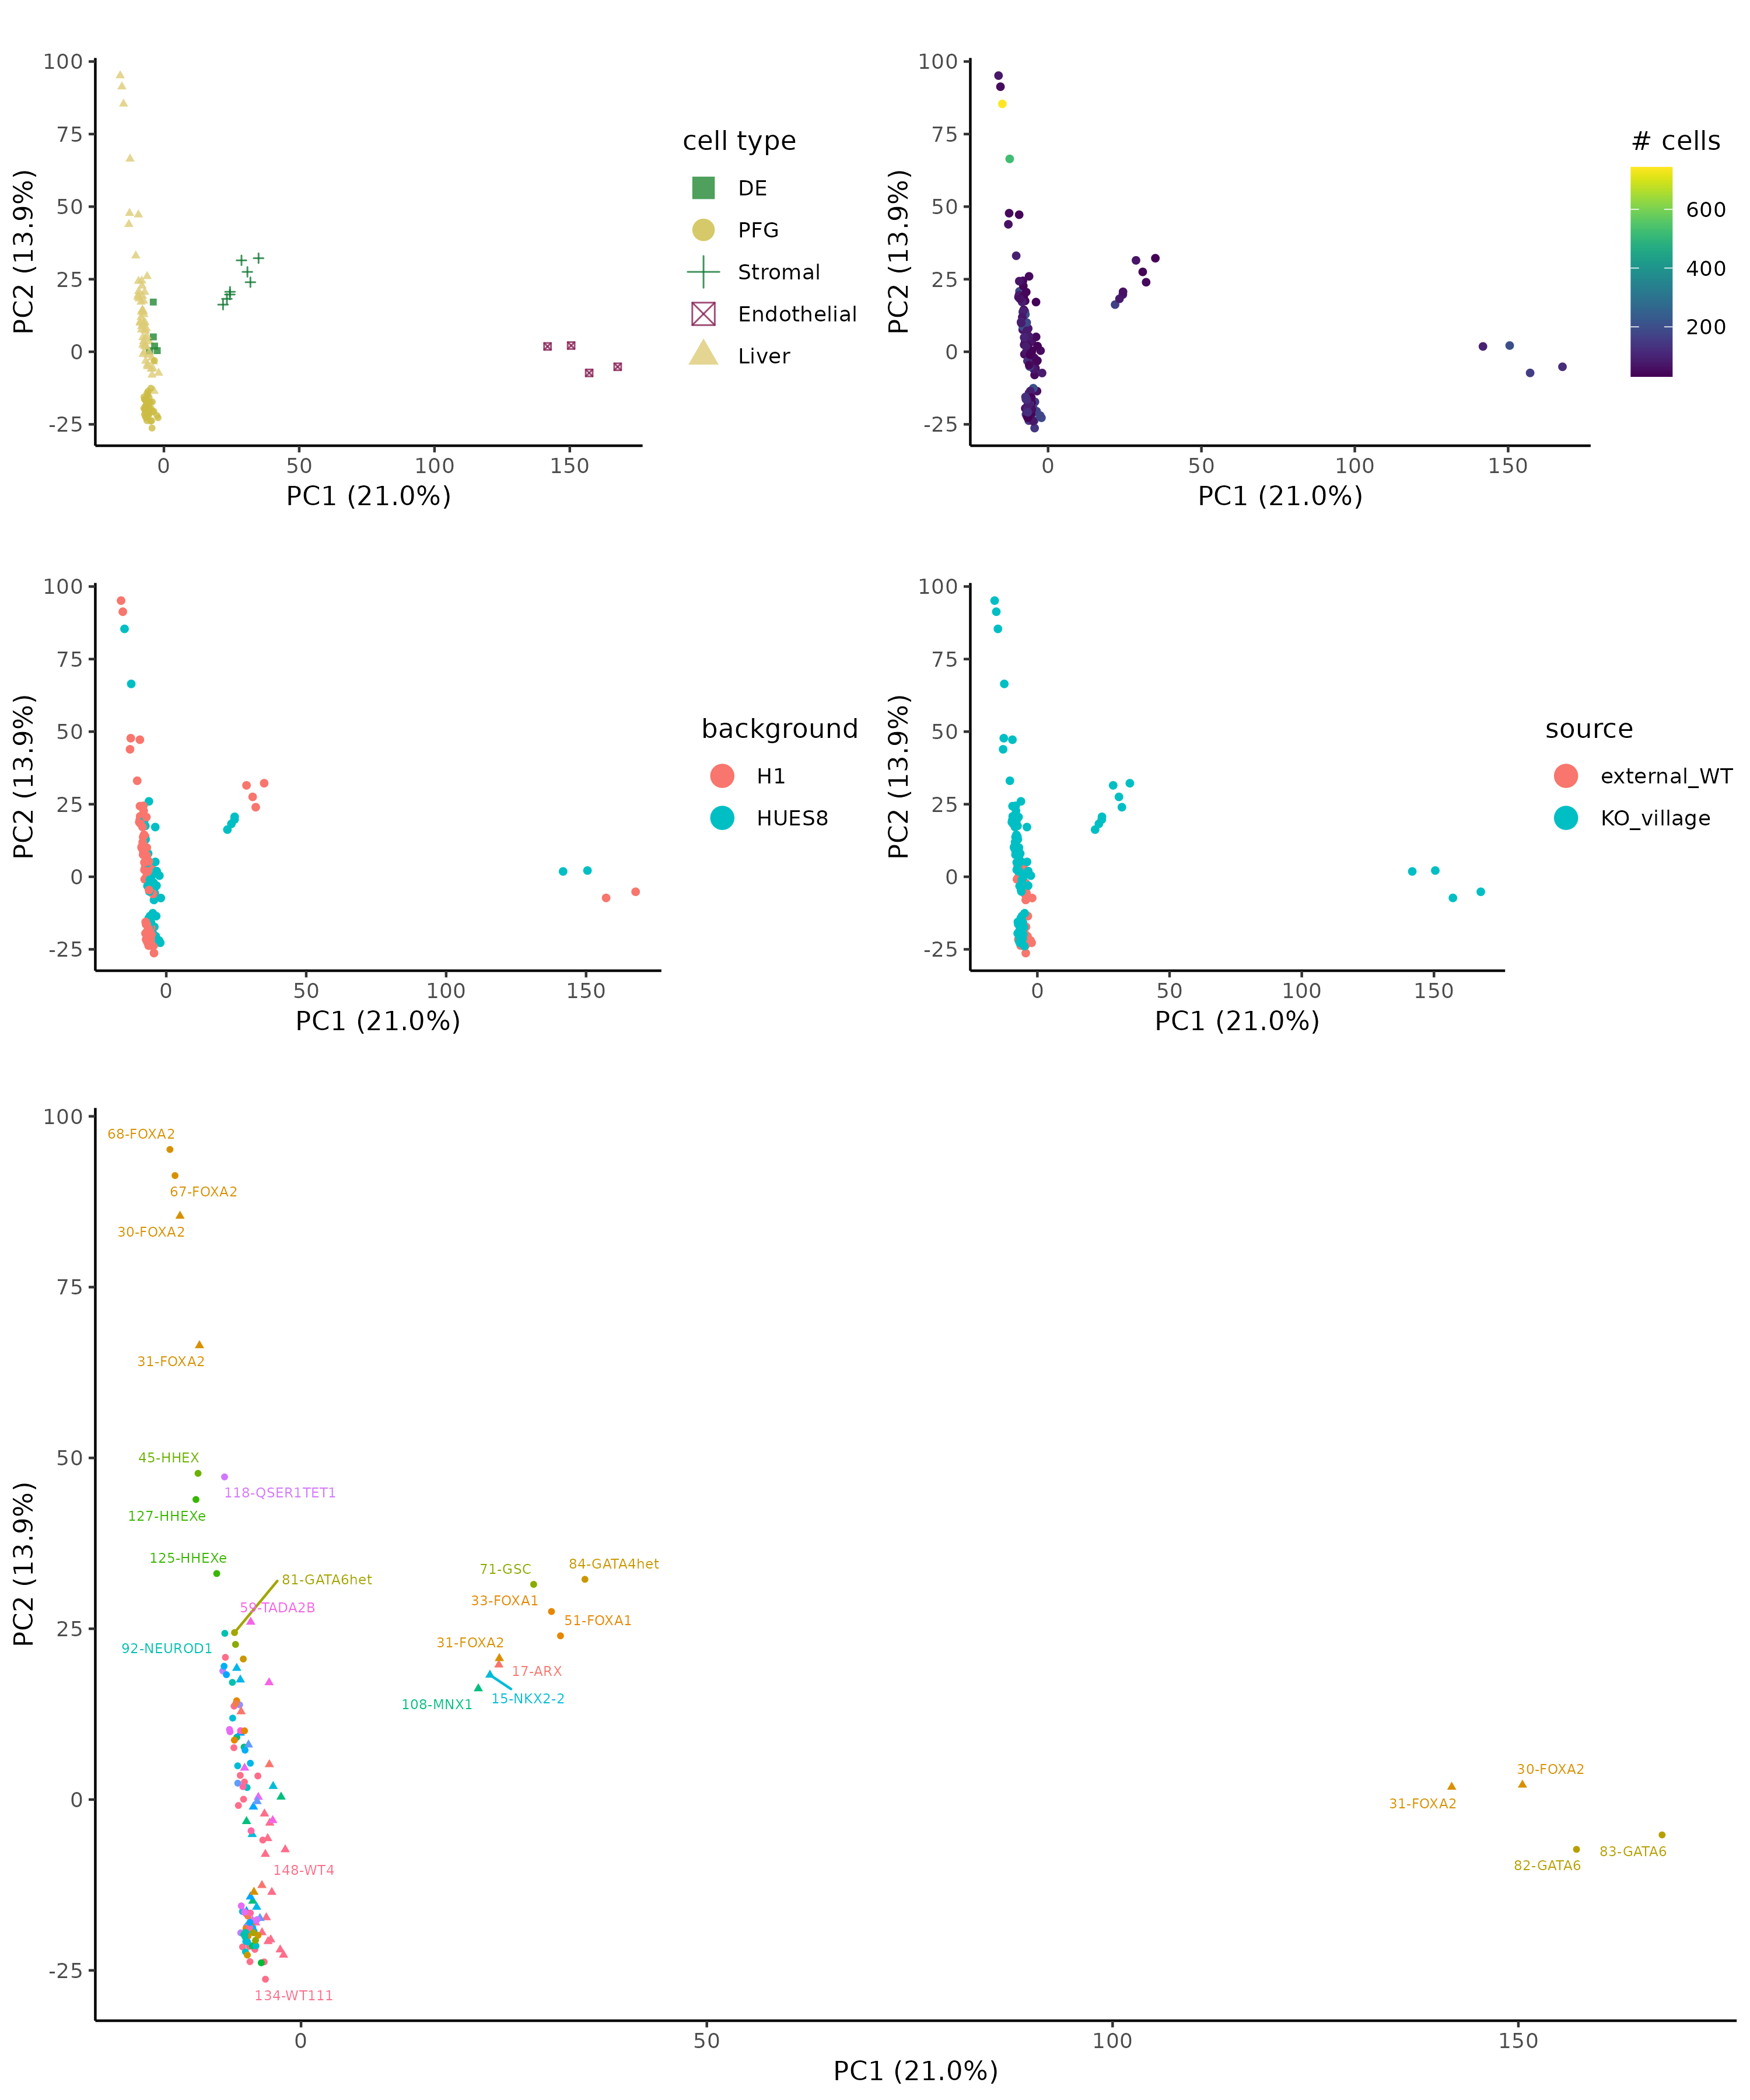 100
75
50
25
0
-25
PC2 (13.9%)
0 50 100 150
PC1 (21.0%)
cell type
DE
PFG
Stromal
Endothelial
Liver
100
75
50
25
0
-25
PC2 (13.9%)
0 50 100 150
PC1 (21.0%)
# cells
600
400
200
100
75
50
25
0
-25
PC2 (13.9%)
0 50 100 150
PC1 (21.0%)
background
H1
HUES8
100
75
50
25
0
-25
PC2 (13.9%)
0 50 100 150
PC1 (21.0%)
source
external_WT
KO_village
100
75
50
25
0
-25
PC2 (13.9%)
68-FOXA2
67-FOXA2
30-FOXA2
31-FOXA2
45-HHEX
118-QSER1TET1
127-HHEXe
125-HHEXe
81-GATA6het
59-TADA2B
92-NEUROD1
71-GSC
84-GATA4het
33-FOXA1
51-FOXA1
31-FOXA2
17-ARX
15-NKX2-2
108-MNX1
30-FOXA2
31-FOXA2
83-GATA6
82-GATA6
148-WT4
134-WT111
0 50 100 150
PC1 (21.0%)